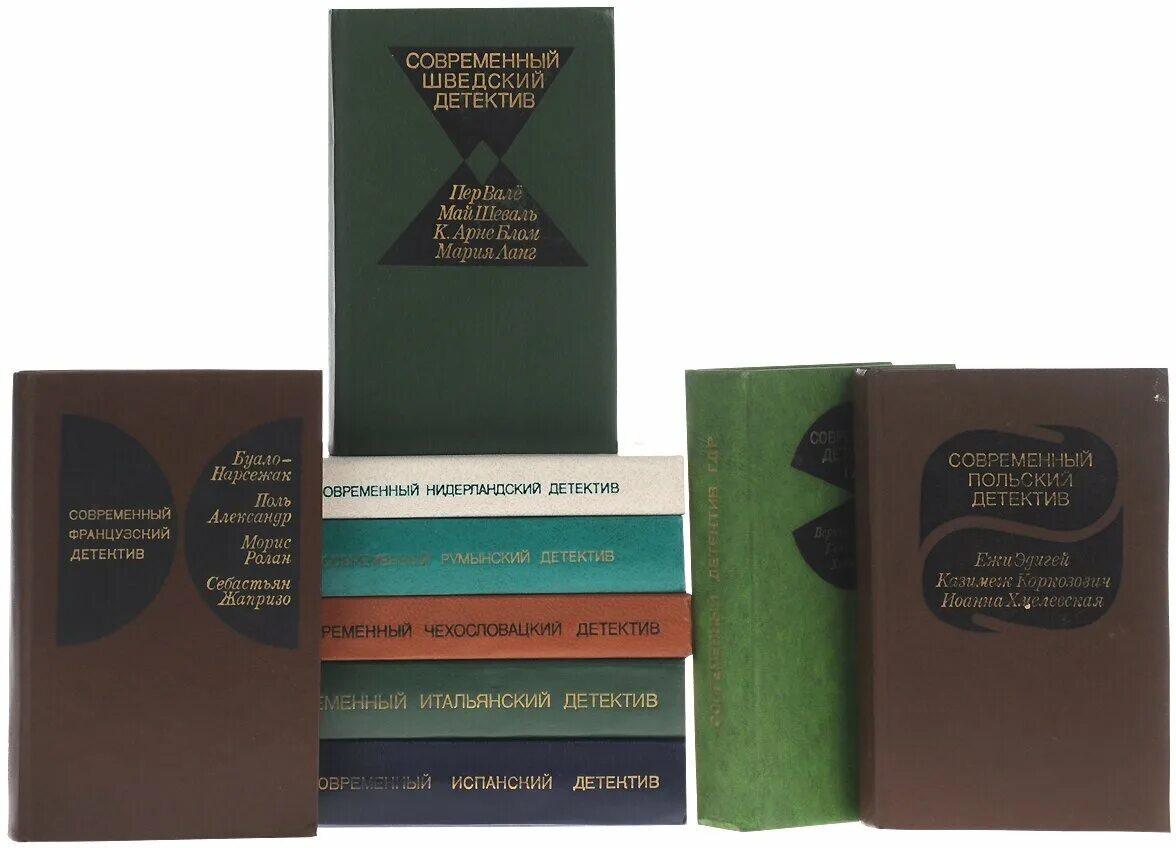 СОВРЕМЕННЫЙ
ШВЕДСКИЙ
ДЕТЕКТИВ
Пер Валё
Май Шеваль
К. Арне Блом
Мария Ланг
СОВРЕМЕННЫЙ
ФРАНЦУЗСКИЙ
ДЕТЕКТИВ
Буало–
Нарсежак
Поль
Александр
Морис
Ролан
Себастьян
Жапризо
ОВРЕМЕННЫЙ НИДЕРЛАНДСКИЙ ДЕТЕКТИВ
СОВРЕМЕННЫЙ РУМЫНСКИЙ ДЕТЕКТИВ
РЕМЕННЫЙ ЧЕХОСЛОВАЦКИЙ ДЕТЕКТИВ
ЕМЕННЫЙ ИТАЛЬЯНСКИЙ ДЕТЕКТИВ
ОВРЕМЕННЫЙ ИСПАНСКИЙ ДЕТЕКТИВ
СОВРЕМЕННЫЙ ДЕТЕКТИВ ГДР
СОВРЕМЕННЫЙ
ПОЛЬСКИЙ
ДЕТЕКТИВ
Ежи Эдигей
Казимеж Коркозович
Иоанна Хмелевская